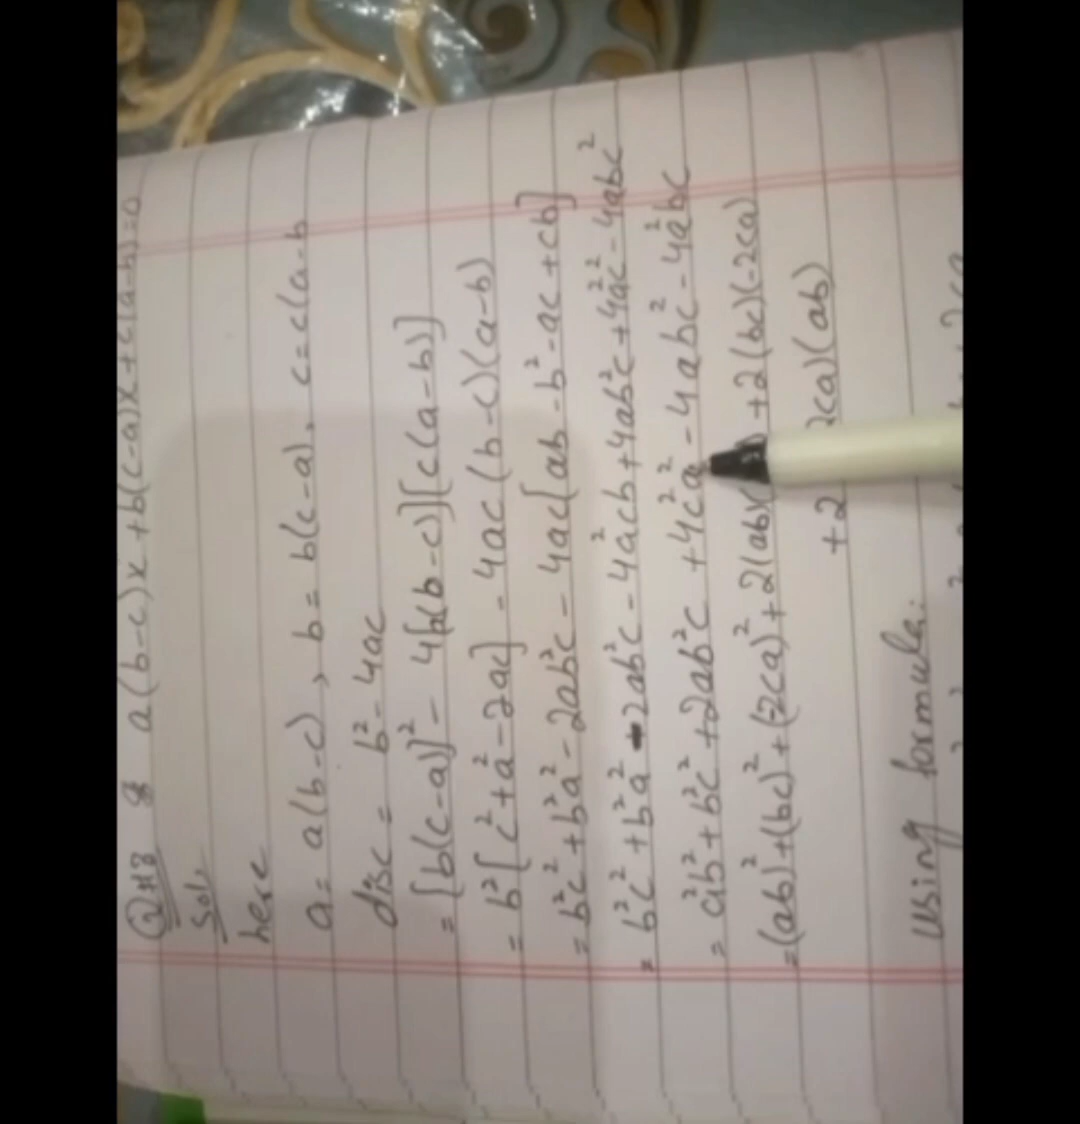 Q#8 a(b-c)x² + b(c-a)x + c(a-b)=0
Sol.
here
a = a(b-c), b = b(c-a), c = c(a-b
disc = b² - 4ac
= [b(c-a)]² - 4[a(b-c)][c(a-b)]
= b²[c²+a²-2ac] - 4ac(b-c)(a-b)
= b²c²+b²a²-2ab²c - 4ac[ab-b²-ac+cb]
= b²c²+b²a²-2ab²c-4a²cb+4ab²c+4a²c²-4abc²
= a²b²+b²c²+2ab²c+4c²a²-4abc²-4a²bc
=(ab)²+(bc)²+(-2ca)²+2(ab)( +2(bc)(-2ca)
+2 2ca)(ab)
using formula: